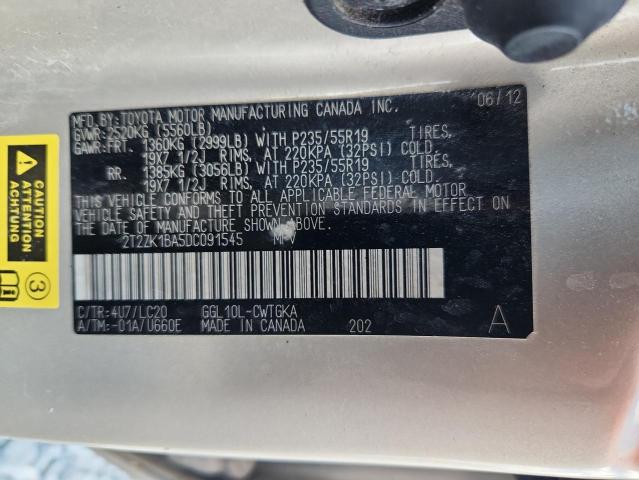 MFD.BY:TOYOTA MOTOR MANUFACTURING CANADA INC. 06/12
GVWR:2520KG (5560LB)
GAWR:FRT. 1360KG (2999LB) WITH P235/55R19 TIRES,
19X7 1/2J RIMS, AT 220KPA (32PSI) COLD.
RR. 1385KG (3056LB) WITH P235/55R19 TIRES,
19X7 1/2J RIMS, AT 220KPA (32PSI) COLD.
THIS VEHICLE CONFORMS TO ALL APPLICABLE FEDERAL MOTOR
VEHICLE SAFETY AND THEFT PREVENTION STANDARDS IN EFFECT ON
THE DATE OF MANUFACTURE SHOWN ABOVE.
2T2ZK1BA5DC091545 MPV
C/TR:4U7/LC20 GGL10L-CWTGKA
A/TM:-01A/U660E MADE IN CANADA 202 A
CAUTION
ATTENTION
ACHTUNG
3